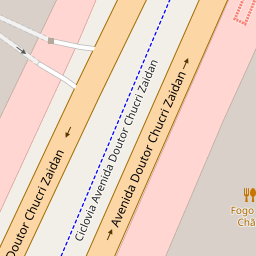 Doutor Chucri Zaidan
Ciclovia Avenida Doutor Chucri Zaidan
Avenida Doutor Chucri Zaidan
Fogo
Chã